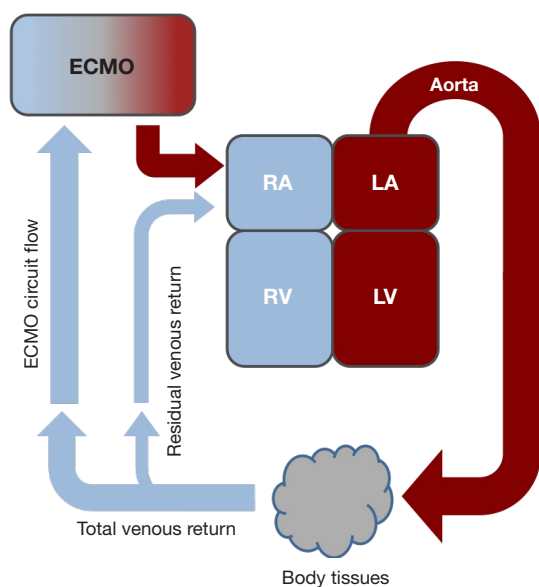 ECMO
Aorta
RA
LA
RV
LV
ECMO circuit flow
Residual venous return
Total venous return
Body tissues